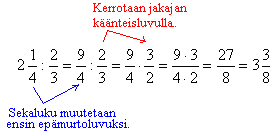 Kerrotaan jakajan
käänteisluvulla.
2 1/4 : 2/3 = 9/4 : 2/3 = 9/4 · 3/2 = 9 · 3/4 · 2 = 27/8 = 3 3/8
Sekaluku muutetaan
ensin epämurtoluvuksi.